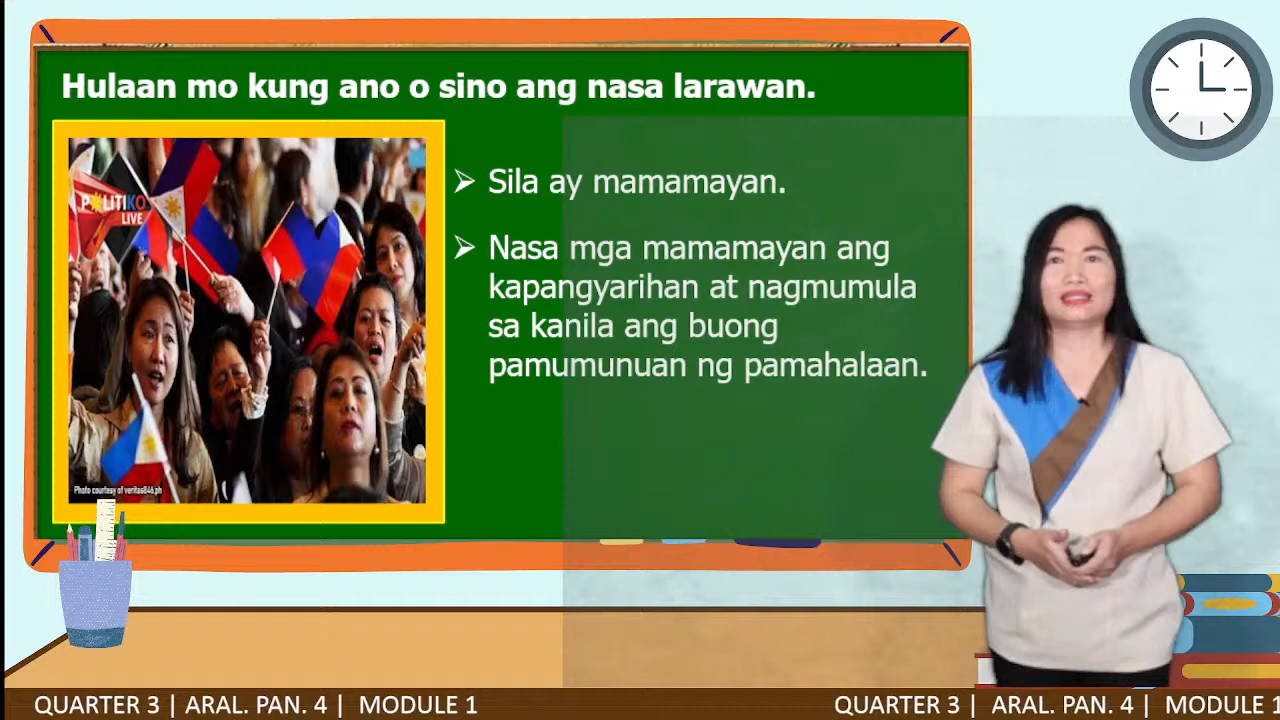 Hulaan mo kung ano o sino ang nasa larawan.
POLITIKO
LIVE
Photo courtesy of veritas846.ph
➢ Sila ay mamamayan.
➢ Nasa mga mamamayan ang
kapangyarihan at nagmumula
sa kanila ang buong
pamumunuan ng pamahalaan.
QUARTER 3 | ARAL. PAN. 4 | MODULE 1
QUARTER 3 | ARAL. PAN. 4 | MODULE 1